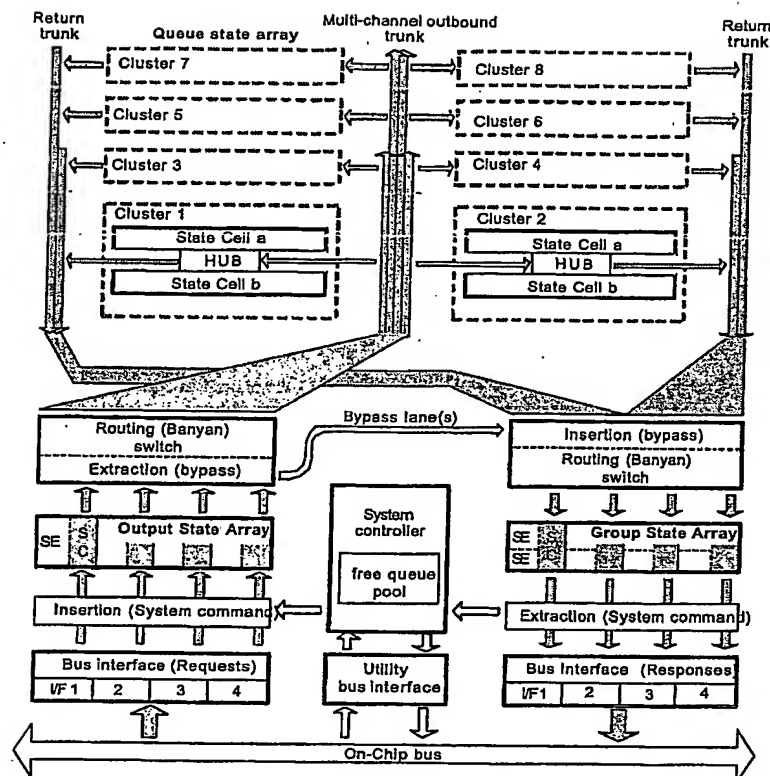 Return trunk
Queue state array
Multi-channel outbound trunk
Return trunk
Cluster 7
Cluster 8
Cluster 5
Cluster 6
Cluster 3
Cluster 4
Cluster 1
State Cell a
HUB
State Cell b
Cluster 2
State Cell a
HUB
State Cell b
Routing (Banyan) switch
Extraction (bypass)
Bypass lane(s)
Insertion (bypass)
Routing (Banyan) switch
SE
S
C
Output State Array
System controller
free queue pool
SE
SE
Group State Array
Insertion (System command)
Extraction (System command)
Bus interface (Requests)
I/F1 2 3 4
Utility bus interface
Bus Interface (Responses
I/F1 2 3 4
On-Chip bus